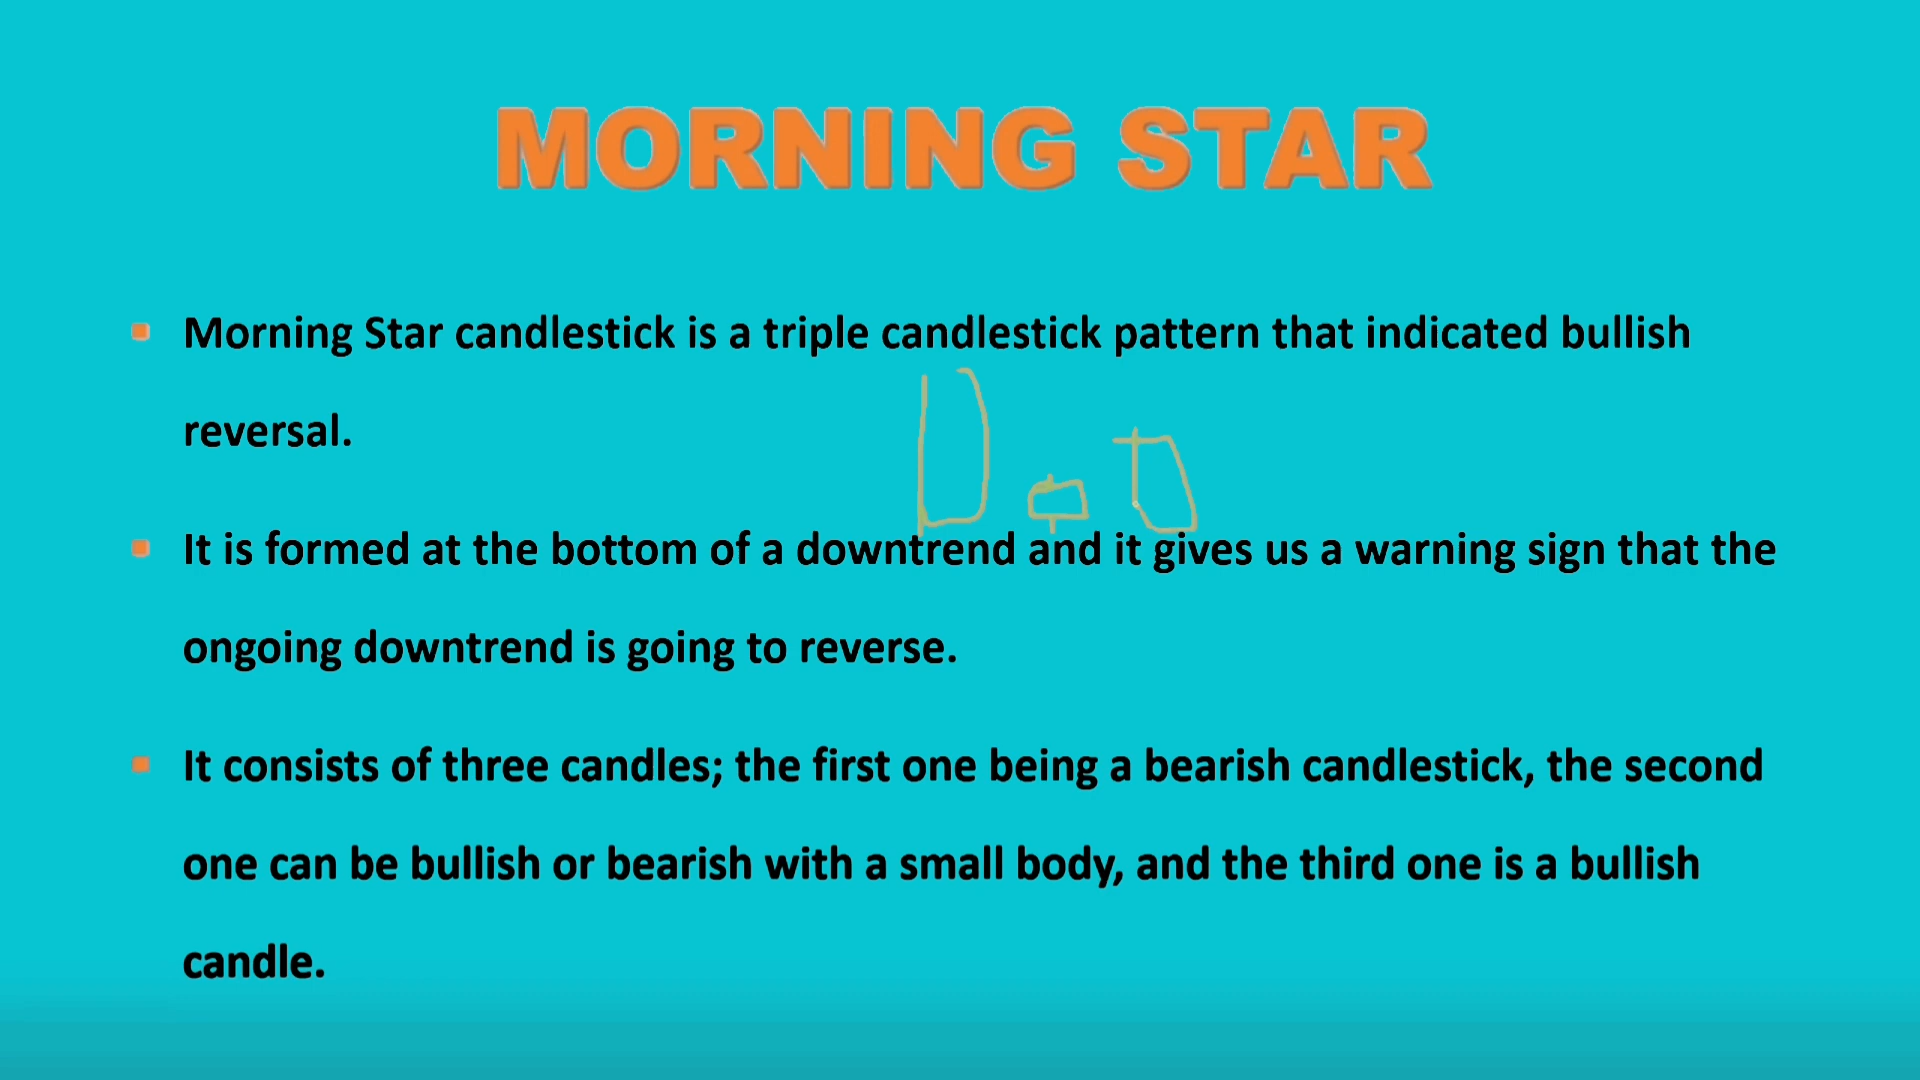 MORNING STAR
Morning Star candlestick is a triple candlestick pattern that indicated bullish
reversal.
It is formed at the bottom of a downtrend and it gives us a warning sign that the
ongoing downtrend is going to reverse.
It consists of three candles; the first one being a bearish candlestick, the second
one can be bullish or bearish with a small body, and the third one is a bullish
candle.